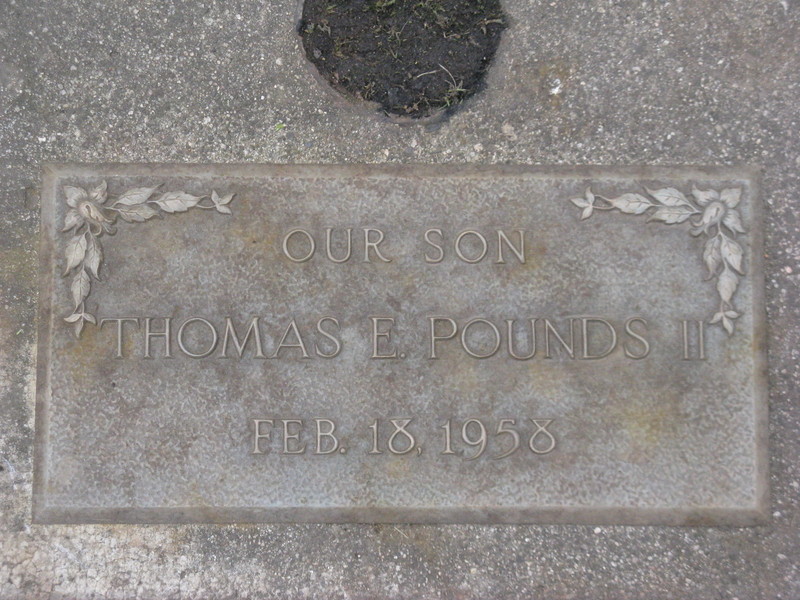 OUR SON
THOMAS E. POUNDS II
FEB. 18, 1958